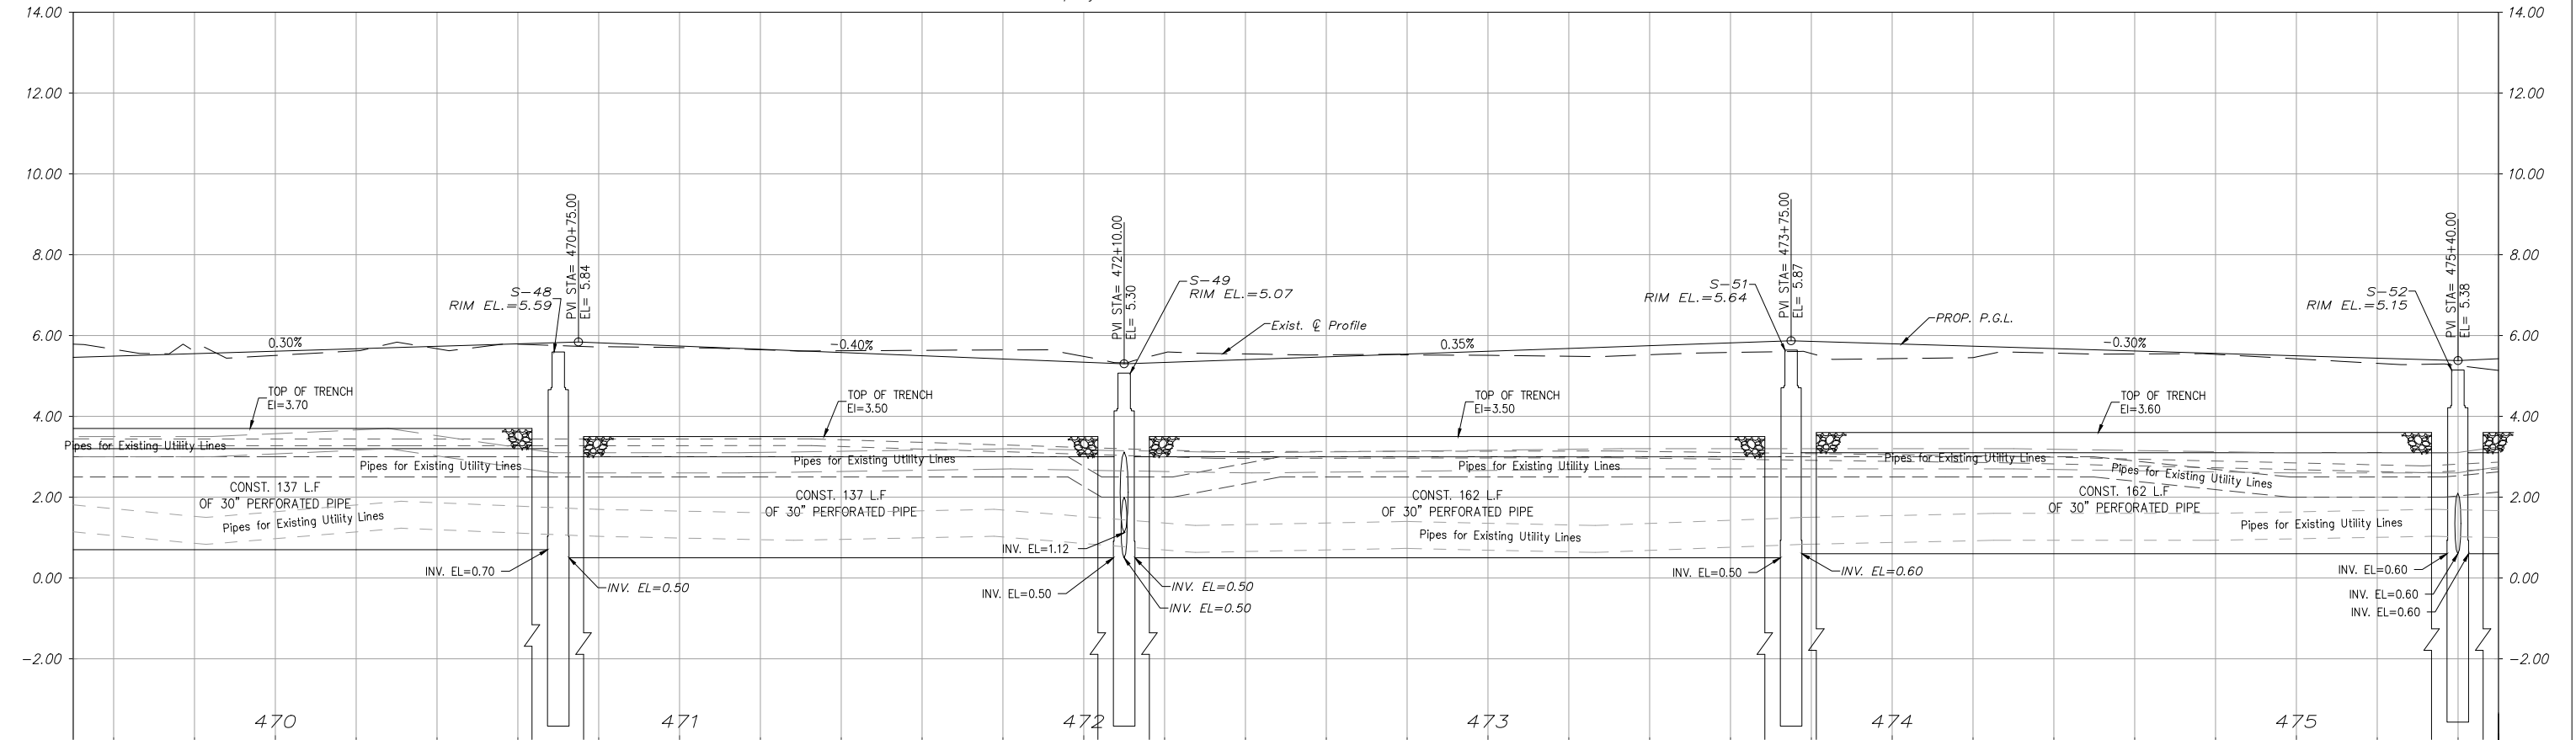 14.00
14.00
12.00
12.00
10.00
10.00
8.00
8.00
6.00
6.00
4.00
4.00
2.00
2.00
0.00
0.00
-2.00
-2.00
PVI STA= 470+75.00
EL= 5.84
S-48
RIM EL.=5.59
PVI STA= 472+10.00
EL= 5.30
S-49
RIM EL.=5.07
Exist. ℄ Profile
PVI STA= 473+75.00
EL= 5.87
S-51
RIM EL.=5.64
PROP. P.G.L.
PVI STA= 475+40.00
EL= 5.38
S-52
RIM EL.=5.15
0.30%
-0.40%
0.35%
-0.30%
TOP OF TRENCH
El=3.70
TOP OF TRENCH
El=3.50
TOP OF TRENCH
El=3.50
TOP OF TRENCH
El=3.60
Pipes for Existing Utility Lines
Pipes for Existing Utility Lines
Pipes for Existing Utility Lines
Pipes for Existing Utility Lines
Pipes for Existing Utility Lines
Pipes for Existing Utility Lines
CONST. 137 L.F
OF 30" PERFORATED PIPE
CONST. 137 L.F
OF 30" PERFORATED PIPE
CONST. 162 L.F
OF 30" PERFORATED PIPE
CONST. 162 L.F
OF 30" PERFORATED PIPE
Pipes for Existing Utility Lines
Pipes for Existing Utility Lines
Pipes for Existing Utility Lines
INV. EL=0.70
INV. EL=0.50
INV. EL=1.12
INV. EL=0.50
INV. EL=0.50
INV. EL=0.50
INV. EL=0.50
INV. EL=0.60
INV. EL=0.60
INV. EL=0.60
INV. EL=0.60
470
471
472
473
474
475